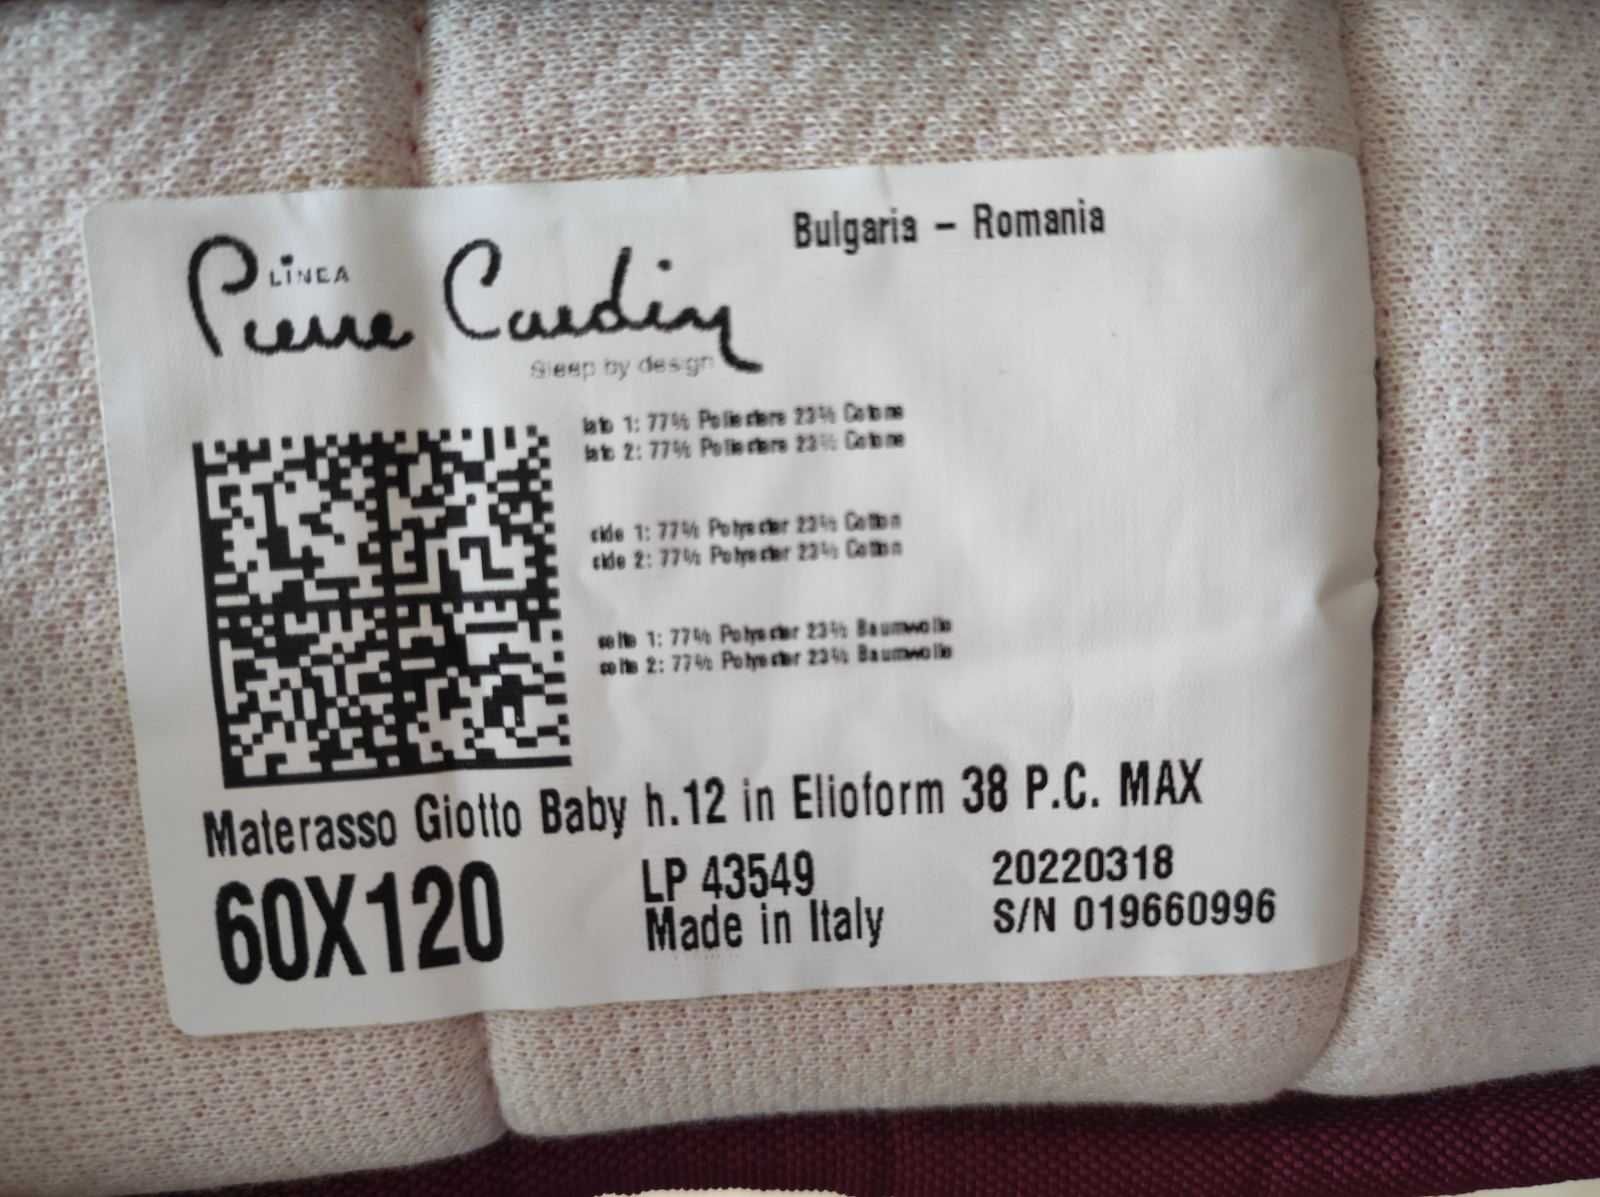 Bulgaria – Romania
LINEA
Pierre Cardin
Sleep by design
lato 1: 77% Poliestere 23% Cotone
lato 2: 77% Poliestere 23% Cotone
side 1: 77% Polyester 23% Cotton
side 2: 77% Polyester 23% Cotton
seite 1: 77% Polyester 23% Baumwolle
seite 2: 77% Polyester 23% Baumwolle
Materasso Giotto Baby h.12 in Elioform 38 P.C. MAX
60X120
LP 43549
20220318
Made in Italy
S/N 019660996